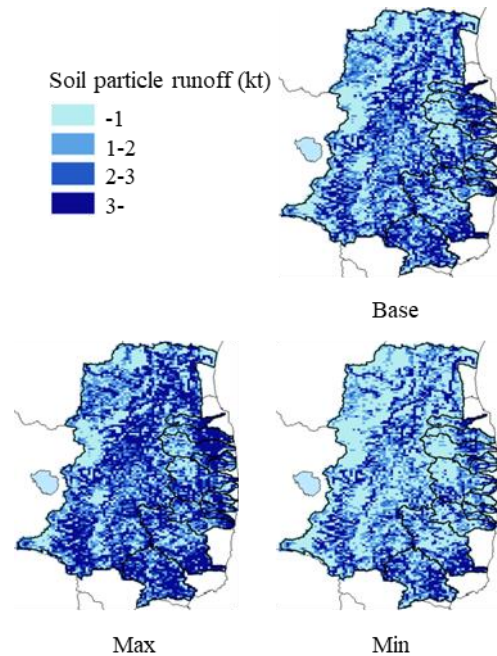 Soil particle runoff (kt)
-1
1-2
2-3
3-
Base
Max
Min